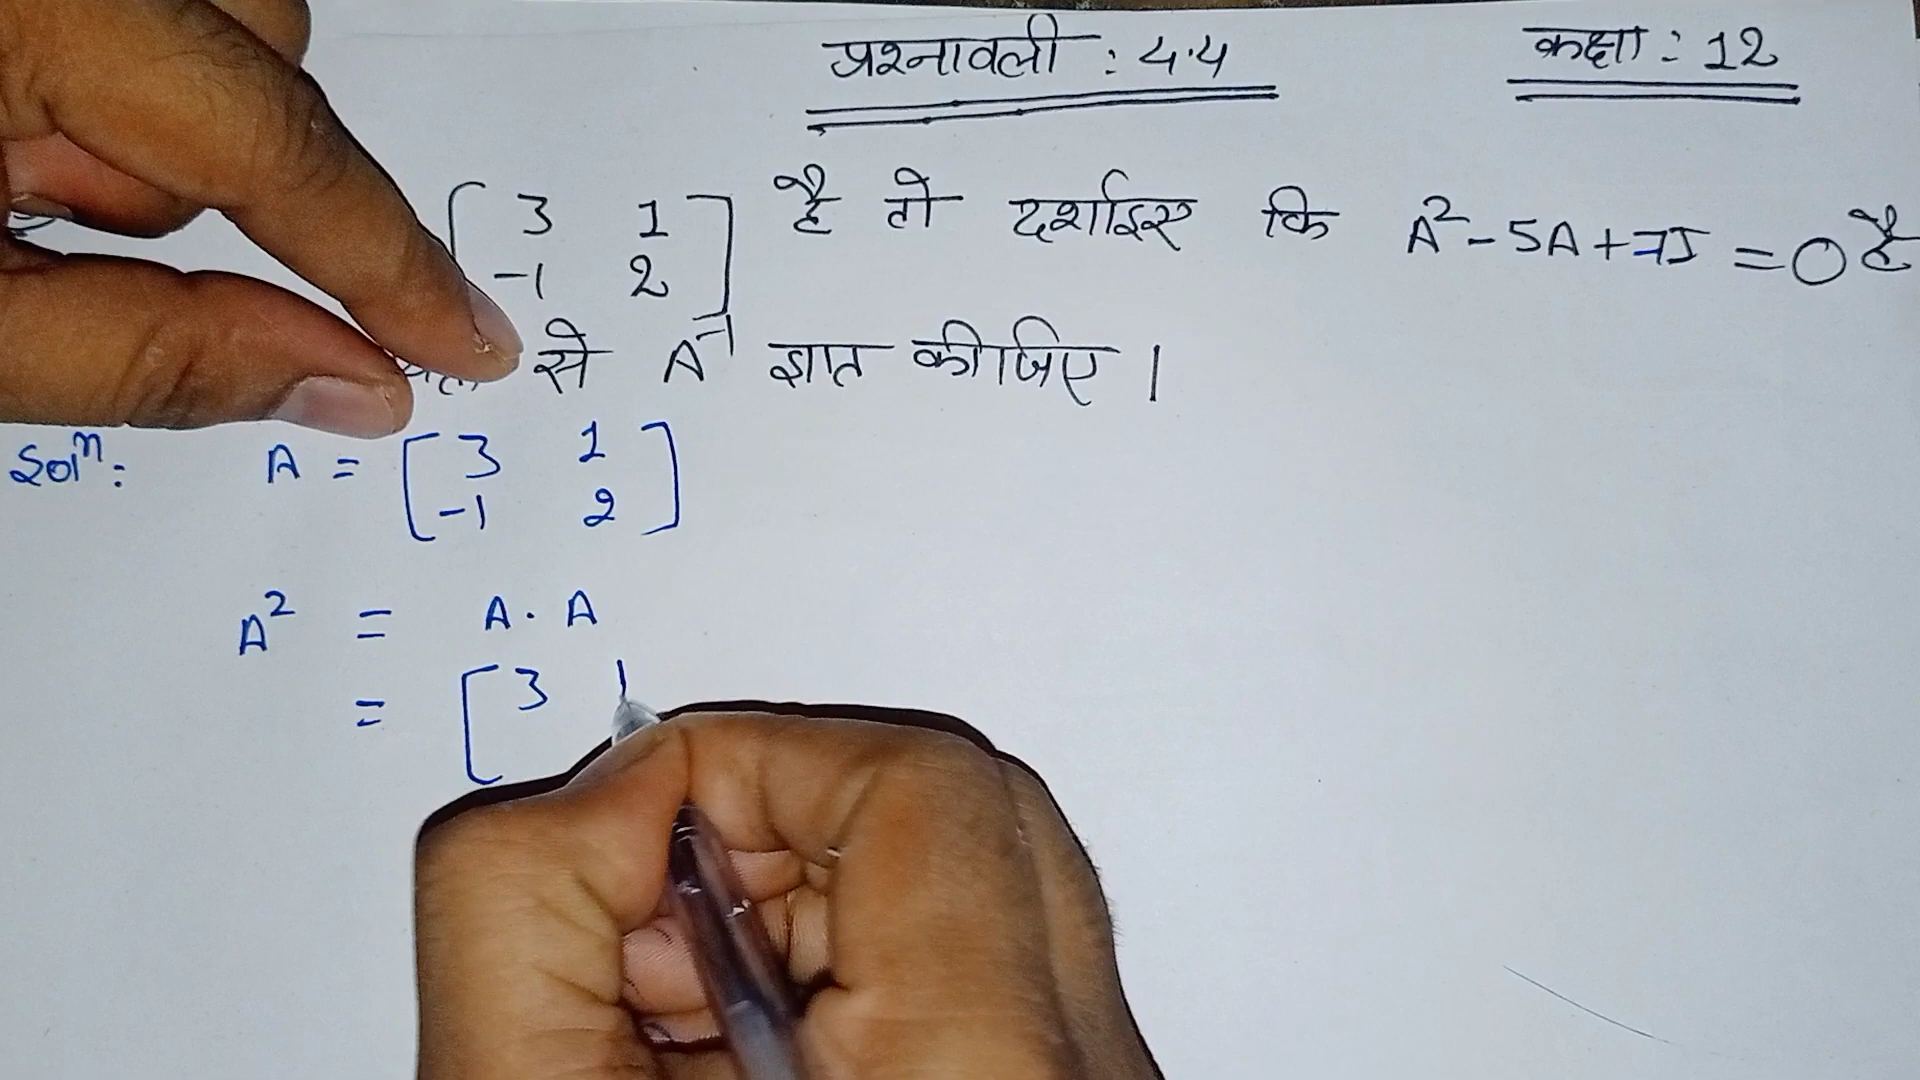 प्रश्नावली : 4.4 कक्षा : 12
[ 3 1 ] है तो दर्शाइए कि A² - 5A + 7I = 0 है
-1 2
से A⁻¹ ज्ञात कीजिए ।
Solⁿ: A = [ 3 1 ]
-1 2
A² = A . A
= [ 3 1